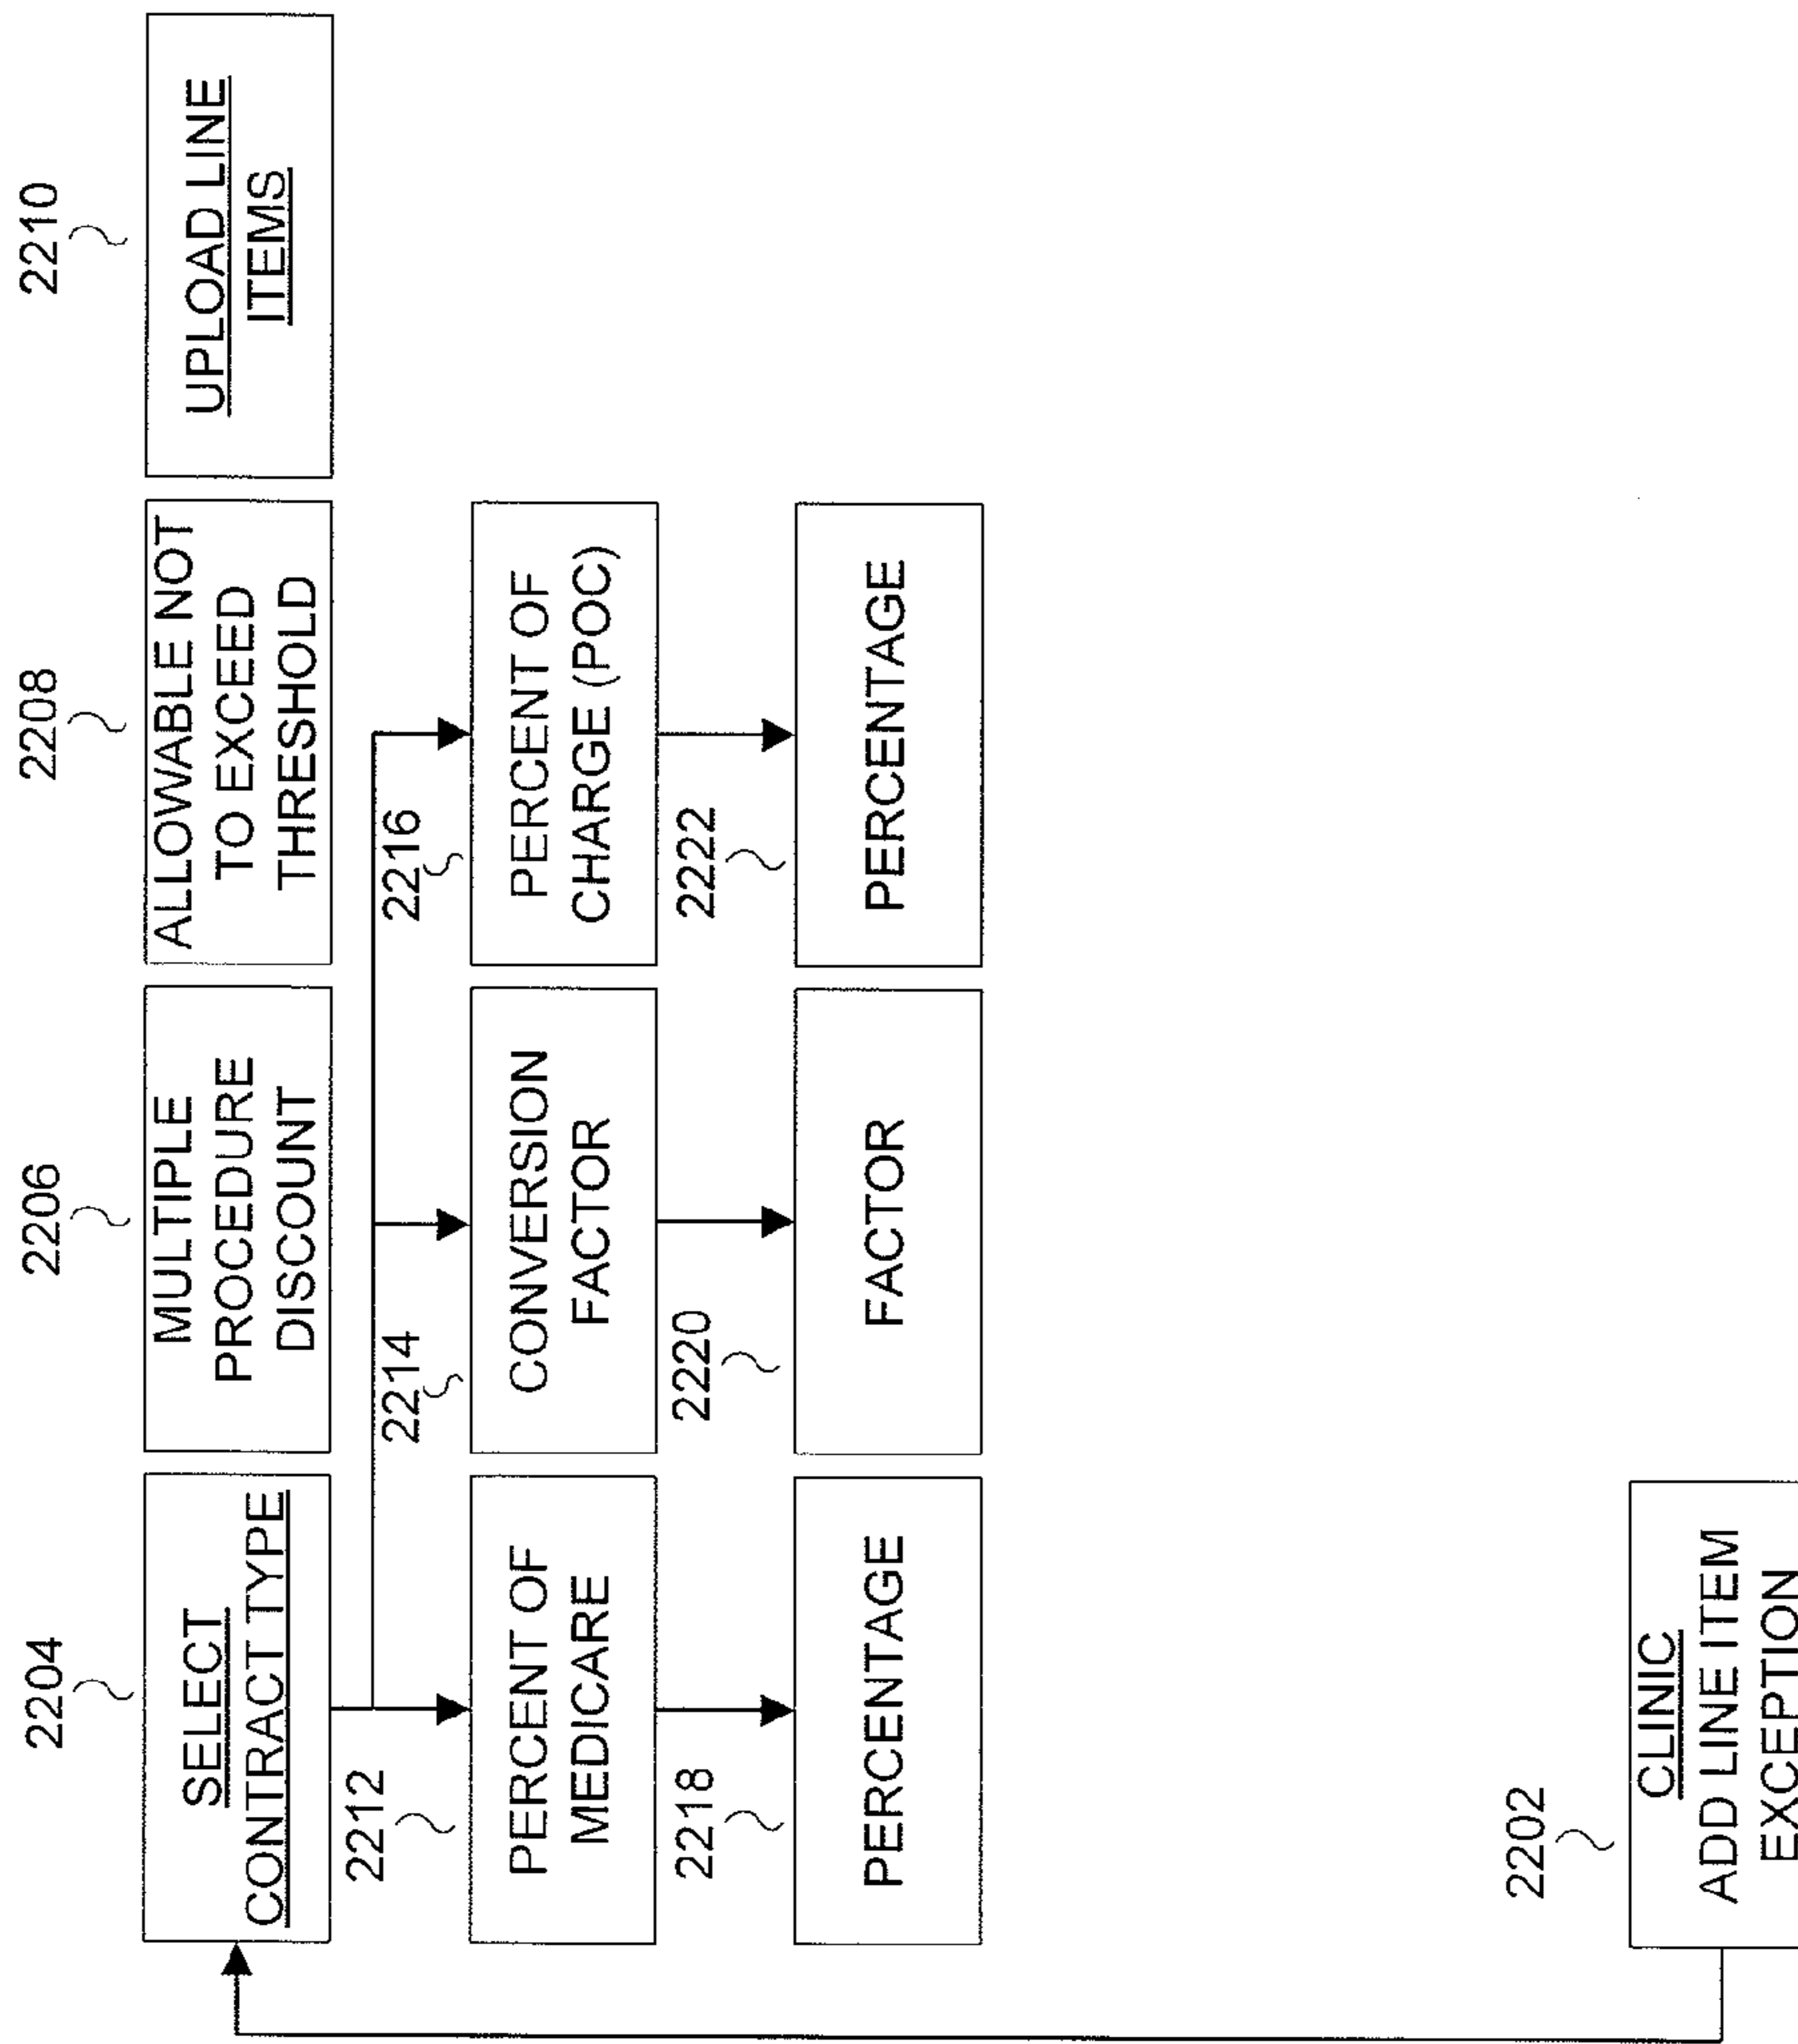 2204
SELECT
CONTRACT TYPE
2206
MULTIPLE
PROCEDURE
DISCOUNT
2208
ALLOWABLE NOT
TO EXCEED
THRESHOLD
2210
UPLOAD LINE
ITEMS
2212
PERCENT OF
MEDICARE
2214
CONVERSION
FACTOR
2216
PERCENT OF
CHARGE (POC)
2218
PERCENTAGE
2220
FACTOR
2222
PERCENTAGE
2202
CLINIC
ADD LINE ITEM
EXCEPTION